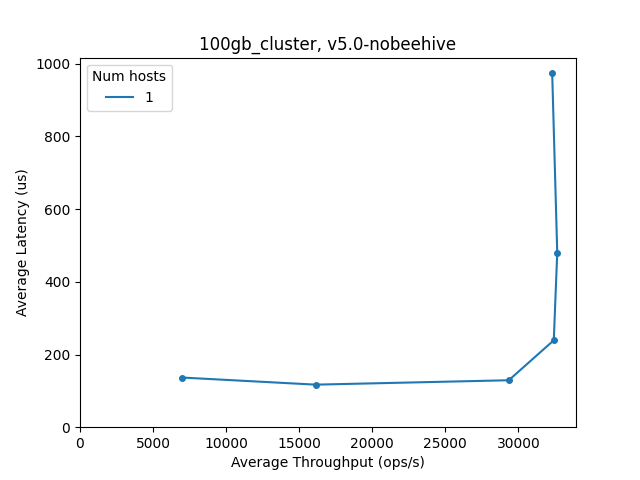 100gb_cluster, v5.0-nobeehive
Num hosts
1
1000
800
600
400
200
0
Average Latency (us)
0 5000 10000 15000 20000 25000 30000
Average Throughput (ops/s)